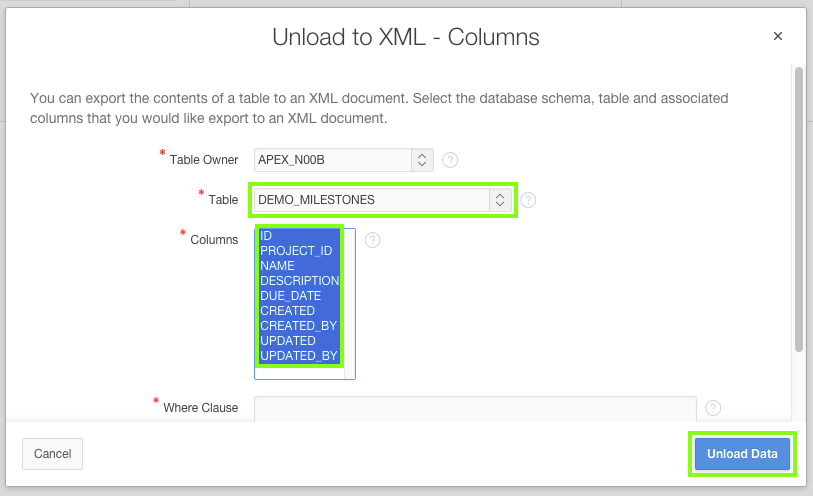 Unload to XML - Columns
×
You can export the contents of a table to an XML document. Select the database schema, table and associated
columns that you would like export to an XML document.
* Table Owner APEX_N00B ?
* Table DEMO_MILESTONES ?
* Columns ?
ID
PROJECT_ID
NAME
DESCRIPTION
DUE_DATE
CREATED
CREATED_BY
UPDATED
UPDATED_BY
* Where Clause ?
Cancel Unload Data